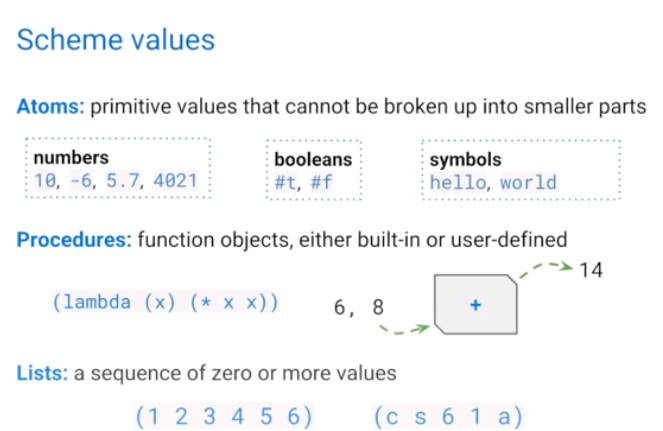 Scheme values
Atoms: primitive values that cannot be broken up into smaller parts
numbers
10, -6, 5.7, 4021
booleans
#t, #f
symbols
hello, world
Procedures: function objects, either built-in or user-defined
(lambda (x) (* x x))
6, 8
+
14
Lists: a sequence of zero or more values
(1 2 3 4 5 6)
(c s 6 1 a)